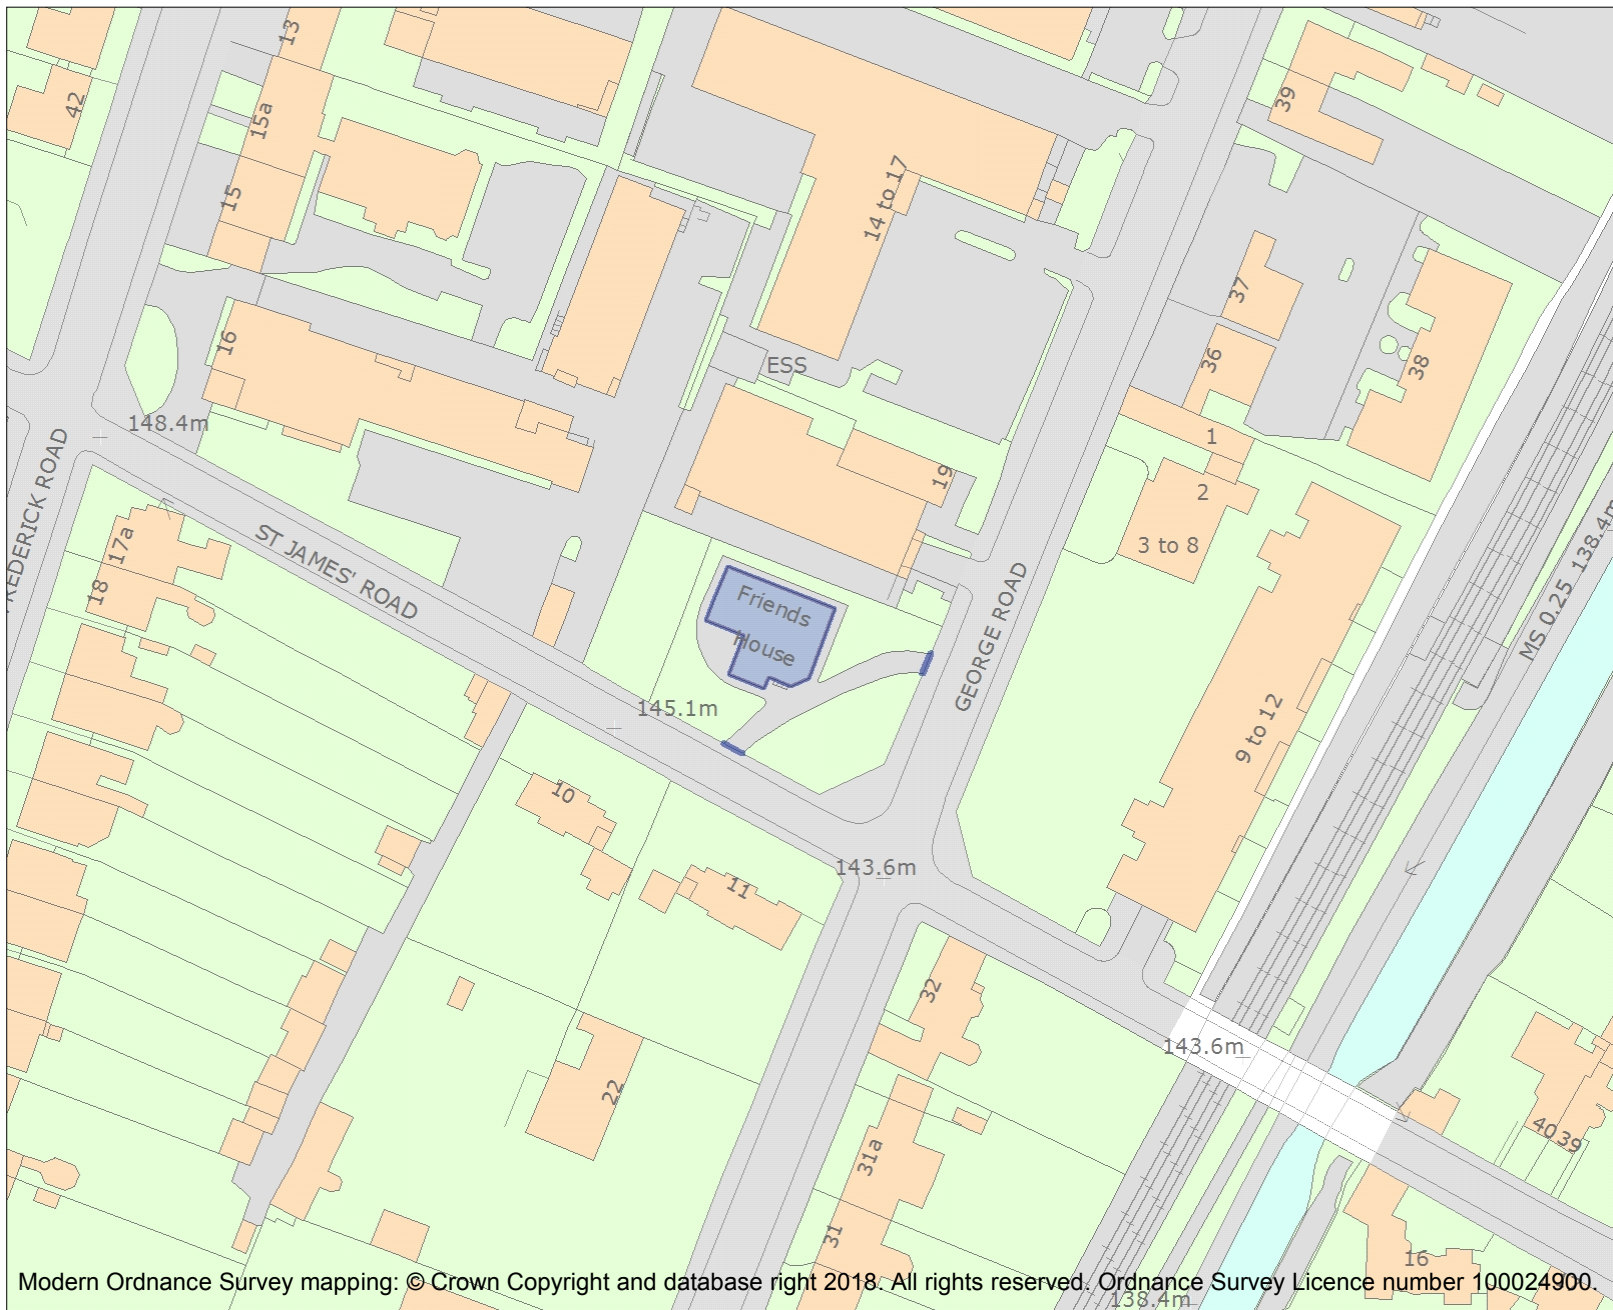 13
42
15a
39
15
14 to 17
37
16
ESS
36
38
148.4m
1
19
2
FREDERICK ROAD
ST JAMES' ROAD
17a
3 to 8
138.4m
18
Friends
House
MS 0.25
GEORGE ROAD
145.1m
9 to 12
10
143.6m
11
32
143.6m
22
31a
40
39
31
16
Modern Ordnance Survey mapping: © Crown Copyright and database right 2018. All rights reserved. Ordnance Survey Licence number 100024900.
138.4m